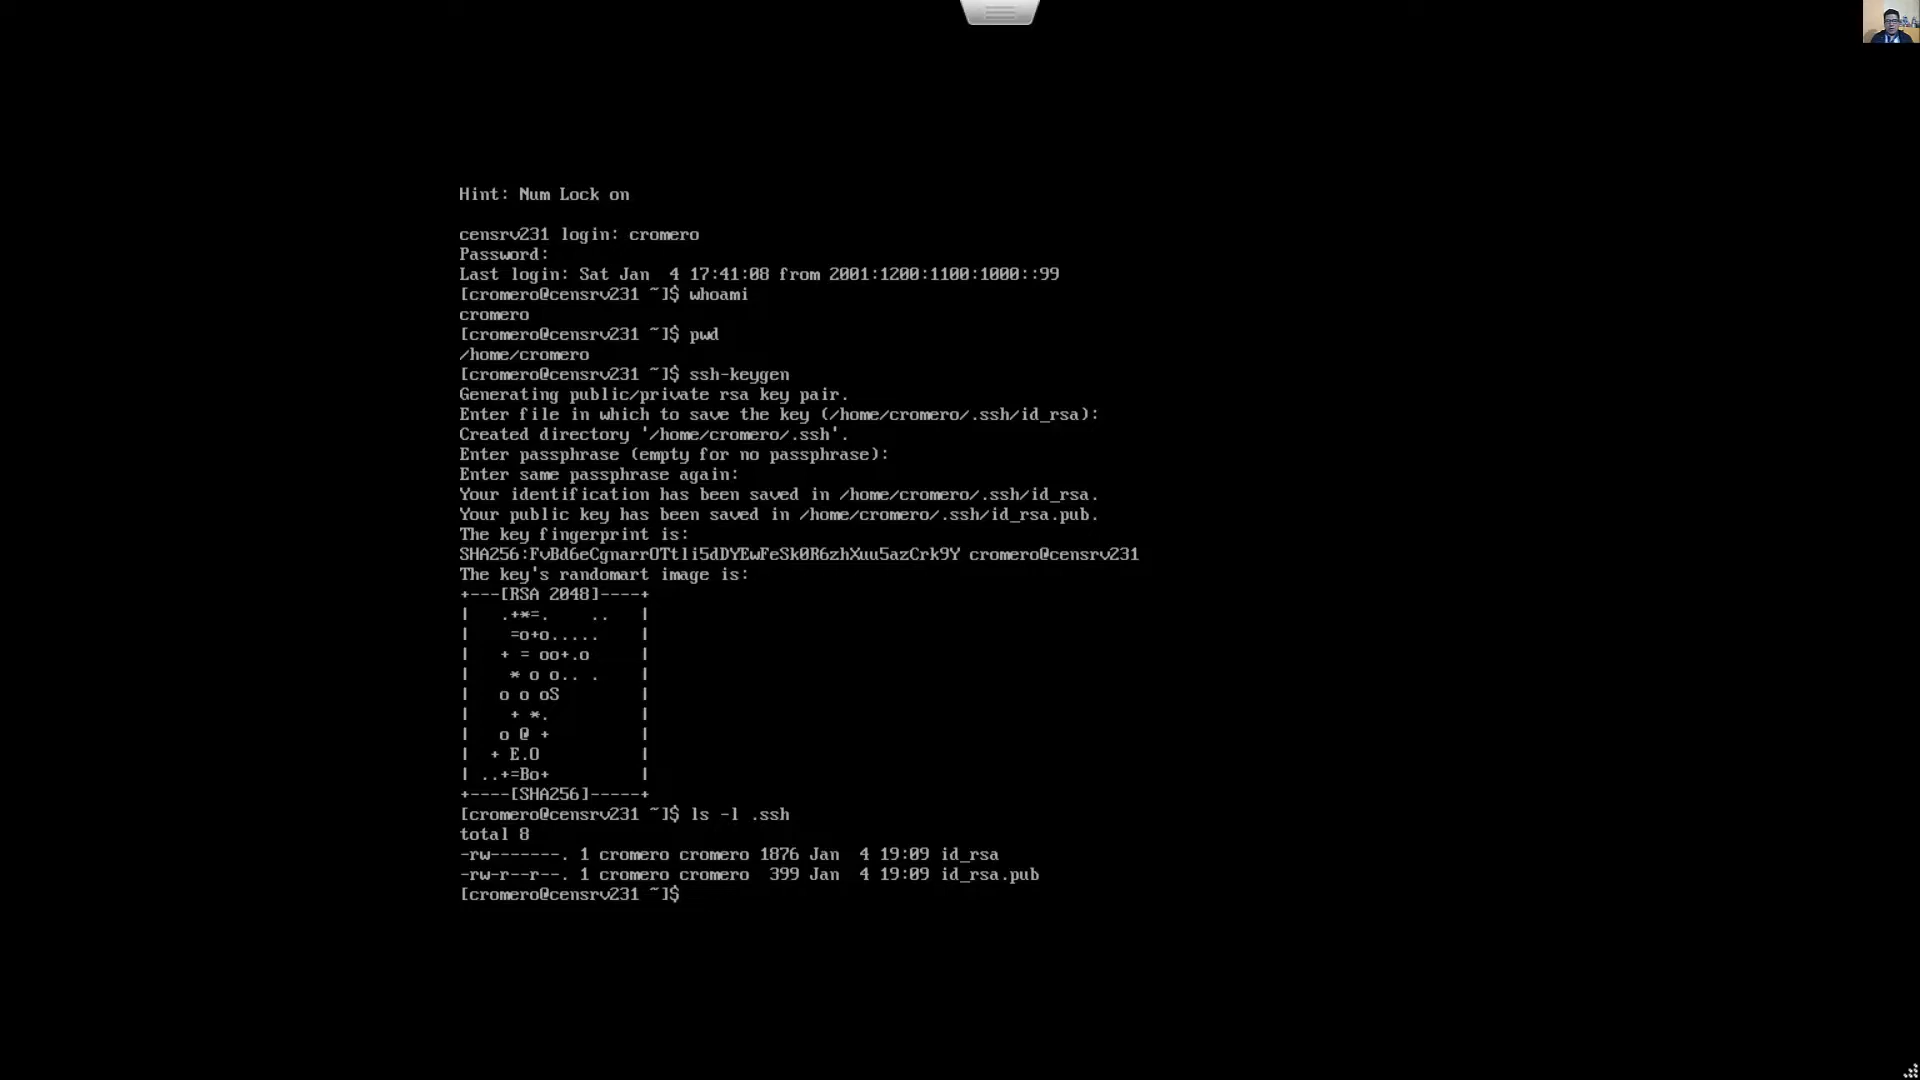 Hint: Num Lock on

censrv231 login: cromero
Password:
Last login: Sat Jan  4 17:41:08 from 2001:1200:1100:1000::99
[cromero@censrv231 ~]$ whoami
cromero
[cromero@censrv231 ~]$ pwd
/home/cromero
[cromero@censrv231 ~]$ ssh-keygen
Generating public/private rsa key pair.
Enter file in which to save the key (/home/cromero/.ssh/id_rsa):
Created directory '/home/cromero/.ssh'.
Enter passphrase (empty for no passphrase):
Enter same passphrase again:
Your identification has been saved in /home/cromero/.ssh/id_rsa.
Your public key has been saved in /home/cromero/.ssh/id_rsa.pub.
The key fingerprint is:
SHA256:FvBd6eCgnarrOTtli5dDYEwFeSk0R6zhXuu5azCrk9Y cromero@censrv231
The key's randomart image is:
+---[RSA 2048]----+
|   .+*=.    ..   |
|    =o+o.....    |
|   + = oo+.o     |
|    * o o.. .    |
|   o o oS        |
|    + *.         |
|   o @ +         |
|  + E.O          |
| ..+=Bo+         |
+----[SHA256]-----+
[cromero@censrv231 ~]$ ls -l .ssh
total 8
-rw-------. 1 cromero cromero 1876 Jan  4 19:09 id_rsa
-rw-r--r--. 1 cromero cromero  399 Jan  4 19:09 id_rsa.pub
[cromero@censrv231 ~]$